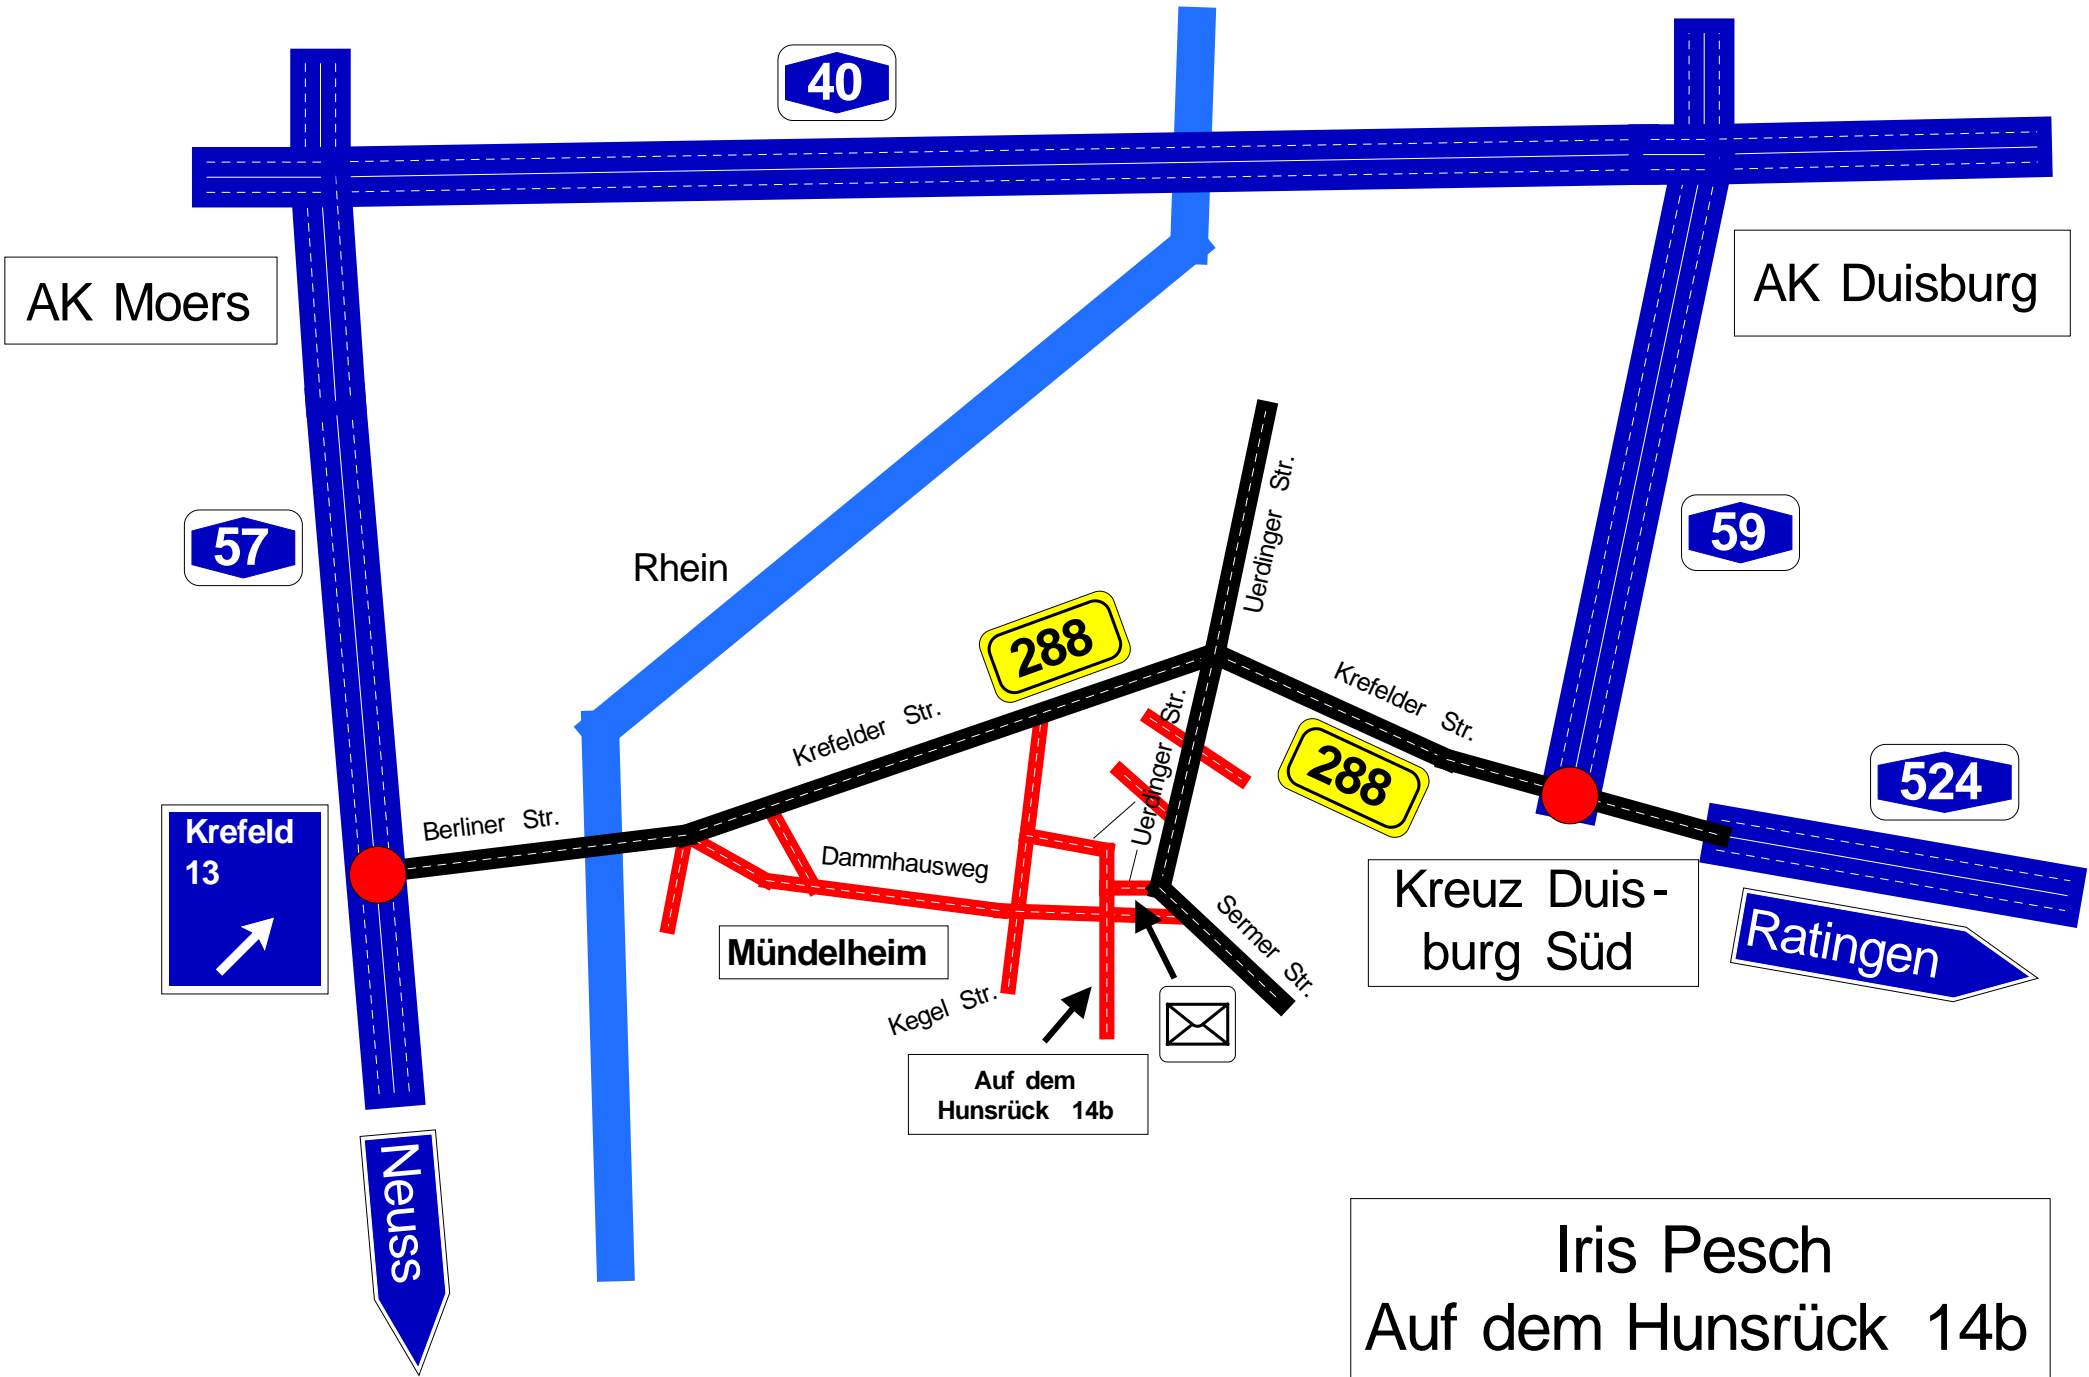 40
AK Moers
AK Duisburg
57
59
Rhein
Uerdinger Str.
288
Krefelder Str.
Krefelder Str.
Uerdinger Str.
288
524
Berliner Str.
Krefeld
13
Dammhausweg
Mündelheim
Sermer Str.
Kreuz Duis-
burg Süd
Ratingen
Kegel Str.
Auf dem
Hunsrück 14b
Neuss
Iris Pesch
Auf dem Hunsrück 14b